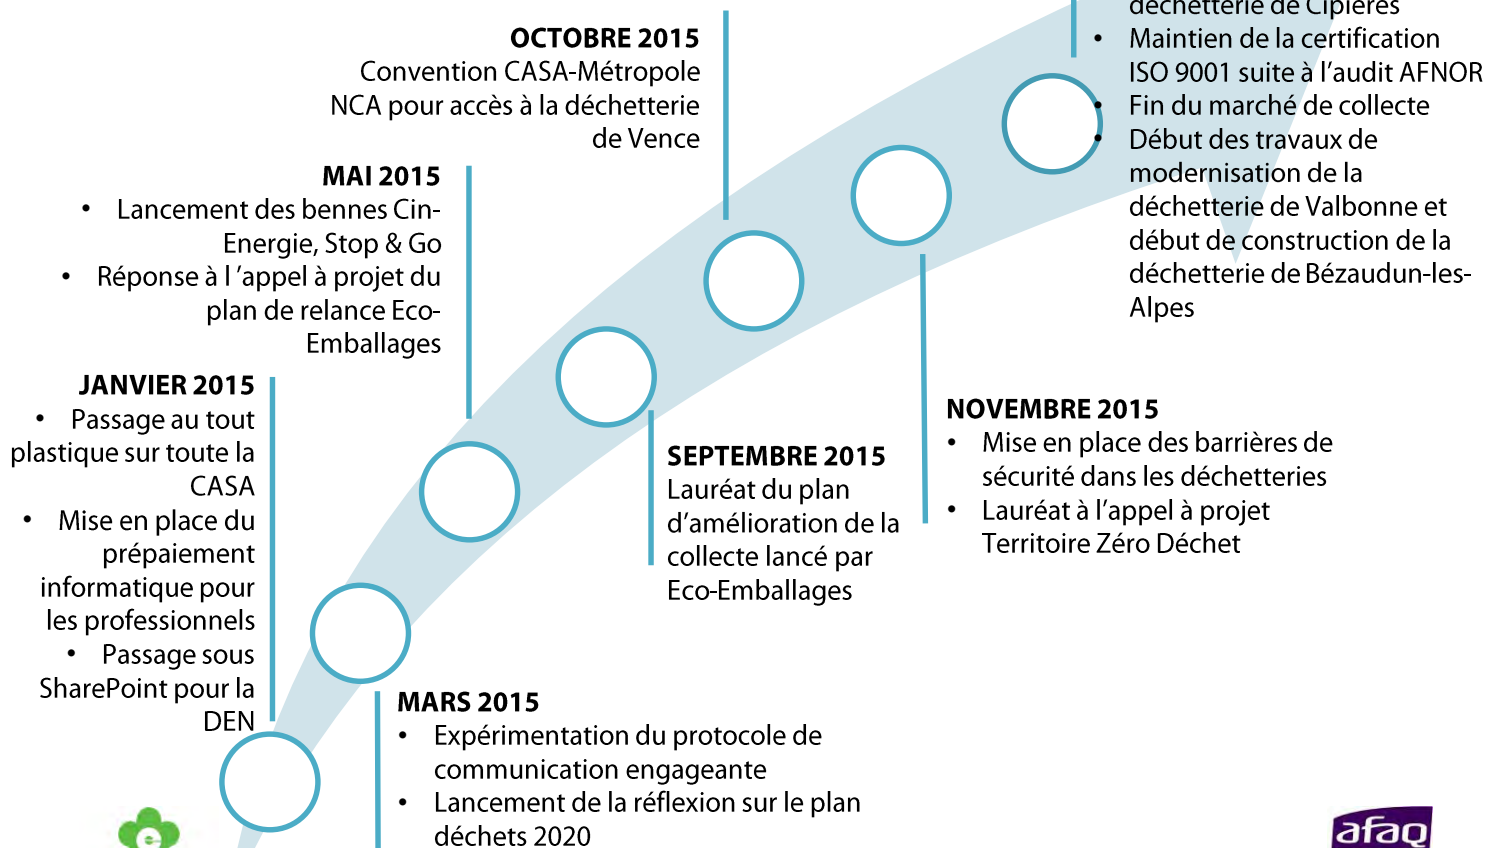 OCTOBRE 2015
Convention CASA-Métropole
NCA pour accès à la déchetterie
de Vence
déchetterie de Cipières
• Maintien de la certification
ISO 9001 suite à l'audit AFNOR
• Fin du marché de collecte
• Début des travaux de
modernisation de la
déchetterie de Valbonne et
début de construction de la
déchetterie de Bézaudun-les-
Alpes
MAI 2015
• Lancement des bennes Cin-
Energie, Stop & Go
• Réponse à l 'appel à projet du
plan de relance Eco-
Emballages
JANVIER 2015
• Passage au tout
plastique sur toute la
CASA
• Mise en place du
prépaiement
informatique pour
les professionnels
• Passage sous
SharePoint pour la
DEN
NOVEMBRE 2015
• Mise en place des barrières de
sécurité dans les déchetteries
• Lauréat à l'appel à projet
Territoire Zéro Déchet
SEPTEMBRE 2015
Lauréat du plan
d'amélioration de la
collecte lancé par
Eco-Emballages
MARS 2015
• Expérimentation du protocole de
communication engageante
• Lancement de la réflexion sur le plan
déchets 2020
e
afaq